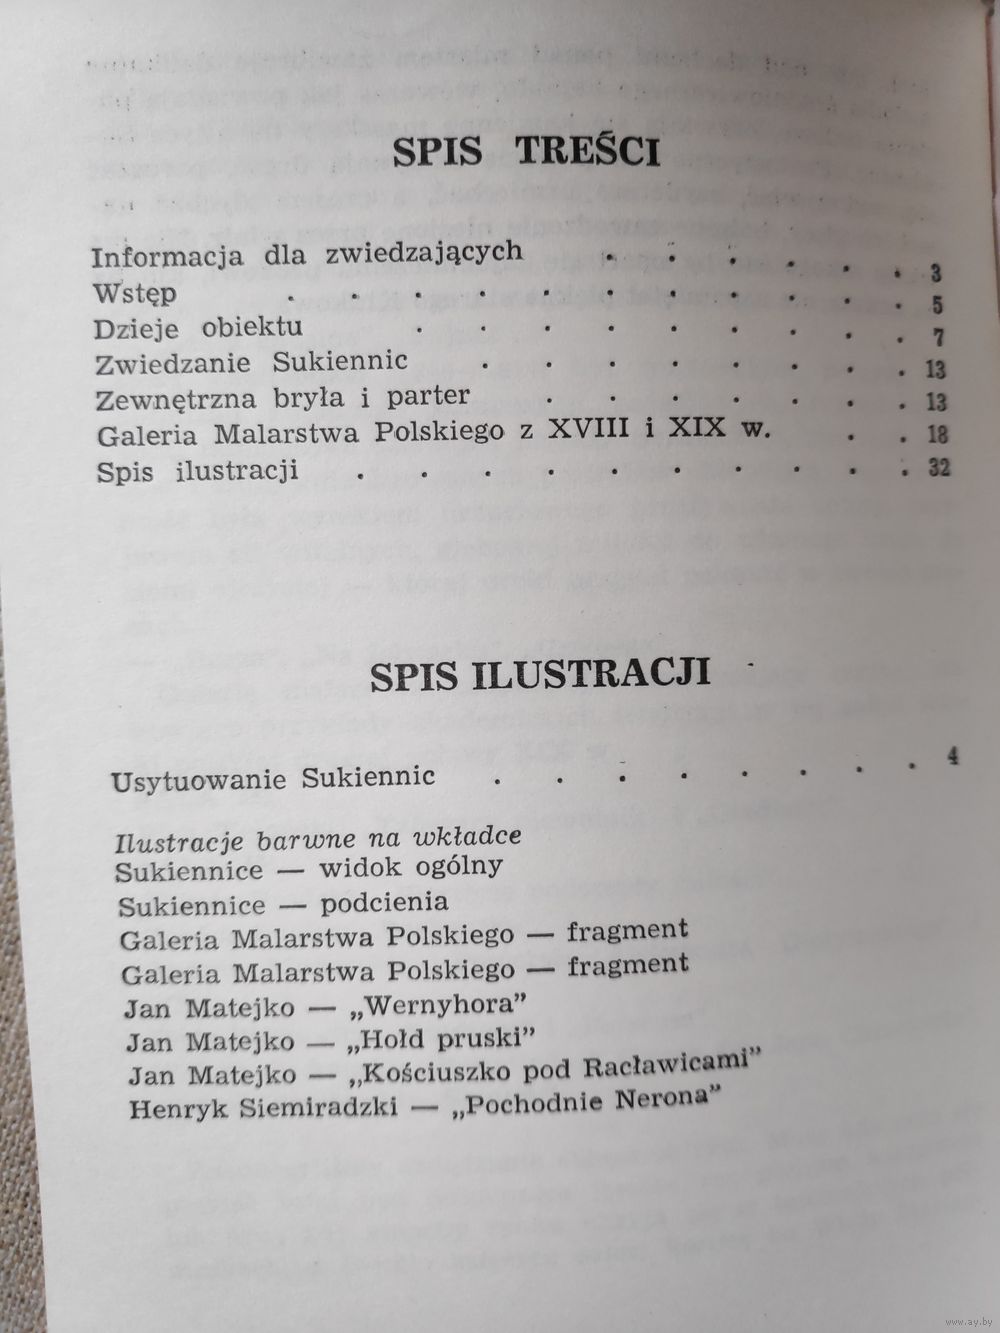 SPIS TREŚCI
Informacja dla zwiedzających . . . . . . 3
Wstęp . . . . . . . . . . . 5
Dzieje obiektu . . . . . . . . . 7
Zwiedzanie Sukiennic . . . . . . . . 13
Zewnętrzna bryła i parter . . . . . . . 13
Galeria Malarstwa Polskiego z XVIII i XIX w. . . 18
Spis ilustracji . . . . . . . . . . 32
SPIS ILUSTRACJI
Usytuowanie Sukiennic . . . . . . . . 4
Ilustracje barwne na wkładce
Sukiennice — widok ogólny
Sukiennice — podcienia
Galeria Malarstwa Polskiego — fragment
Galeria Malarstwa Polskiego — fragment
Jan Matejko — „Wernyhora”
Jan Matejko — „Hołd pruski”
Jan Matejko — „Kościuszko pod Racławicami”
Henryk Siemiradzki — „Pochodnie Nerona”
www.ay.by